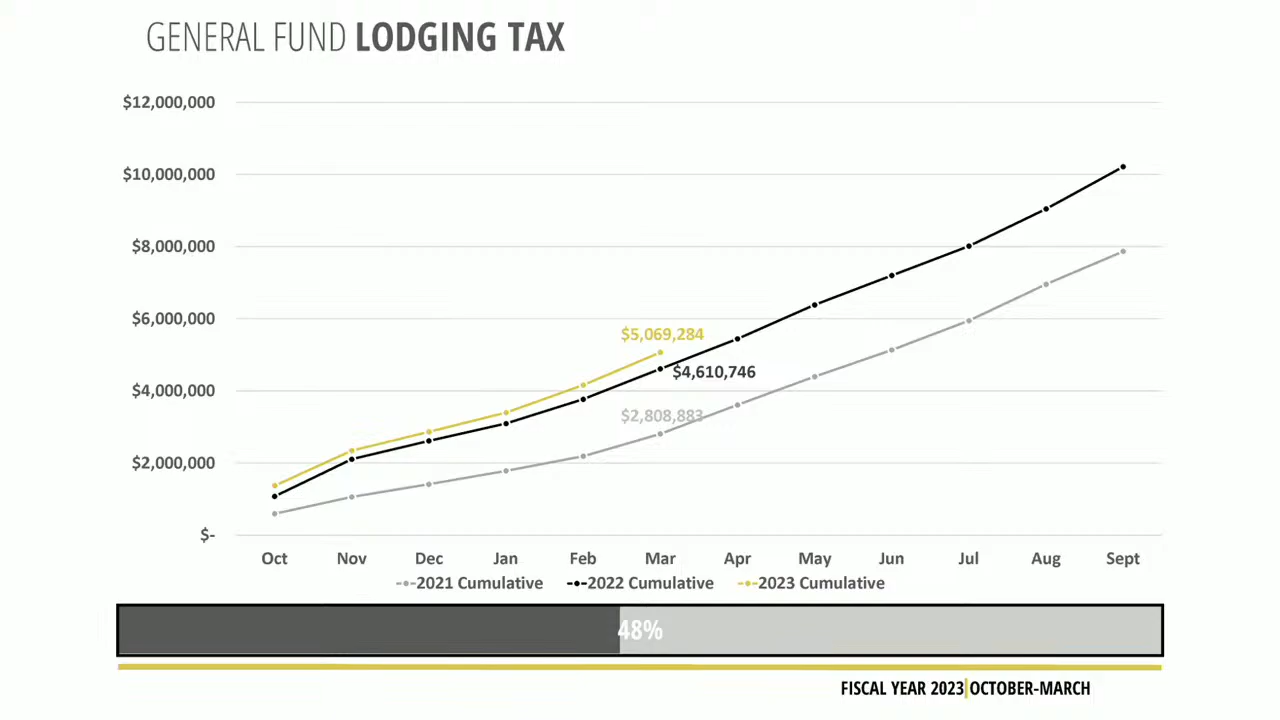 GENERAL FUND LODGING TAX
$12,000,000
$10,000,000
$8,000,000
$6,000,000
$4,000,000
$2,000,000
$-
$5,069,284
$4,610,746
$2,808,883
Oct Nov Dec Jan Feb Mar Apr May Jun Jul Aug Sept
2021 Cumulative 2022 Cumulative 2023 Cumulative
48%
FISCAL YEAR 2023|OCTOBER-MARCH